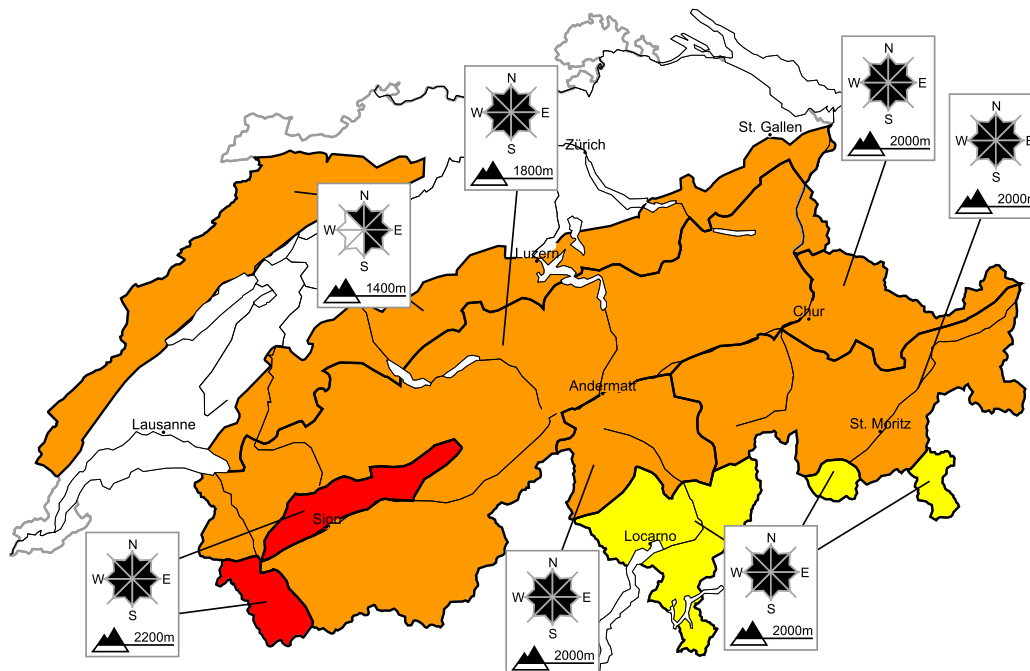 N
W E
S
2000m
N
W E
S
1800m
N
W E
S
2000m
St. Gallen
Zürich
N
W E
S
1400m
Luzern
Chur
Andermatt
Lausanne
St. Moritz
Sion
Locarno
N
W E
S
2200m
N
W E
S
2000m
N
W E
S
2000m